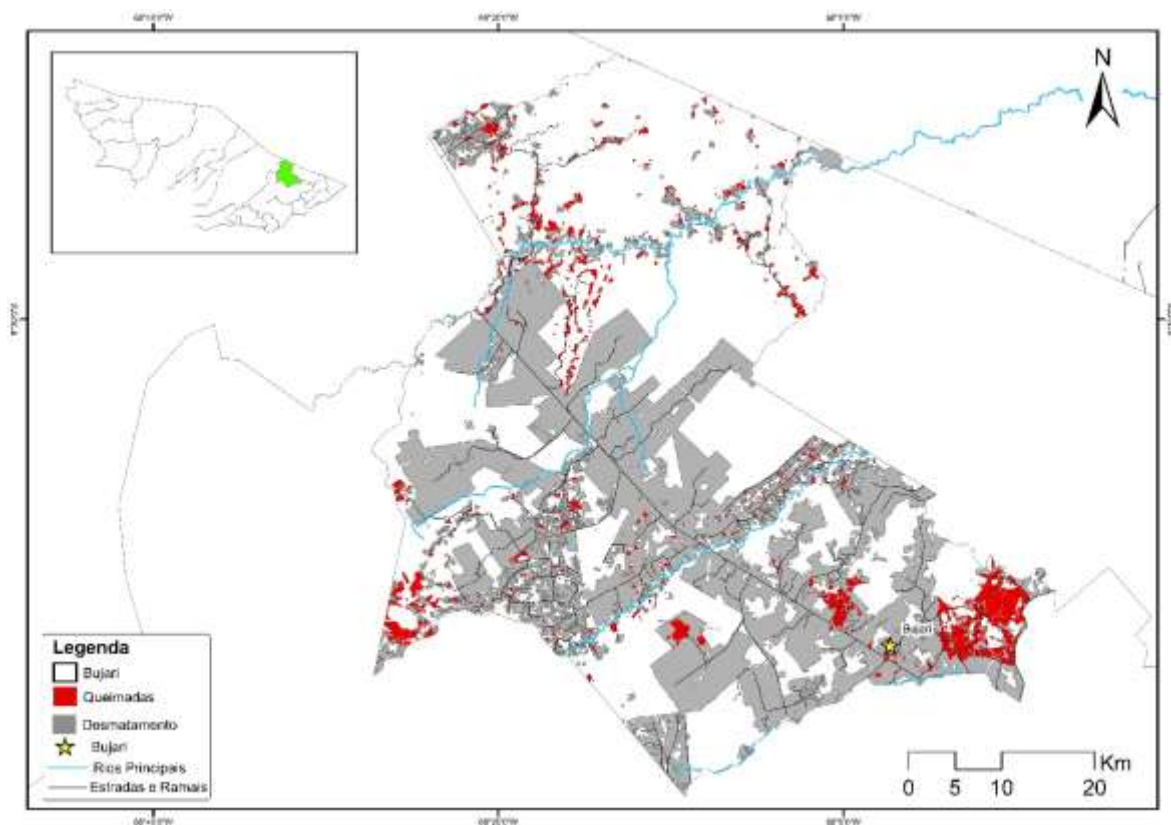 N
Bujari
Legenda
Bujari
Queimadas
Desmatamento
Bujari
Rios Principais
Estradas e Ramais
Km
0 5 10 20